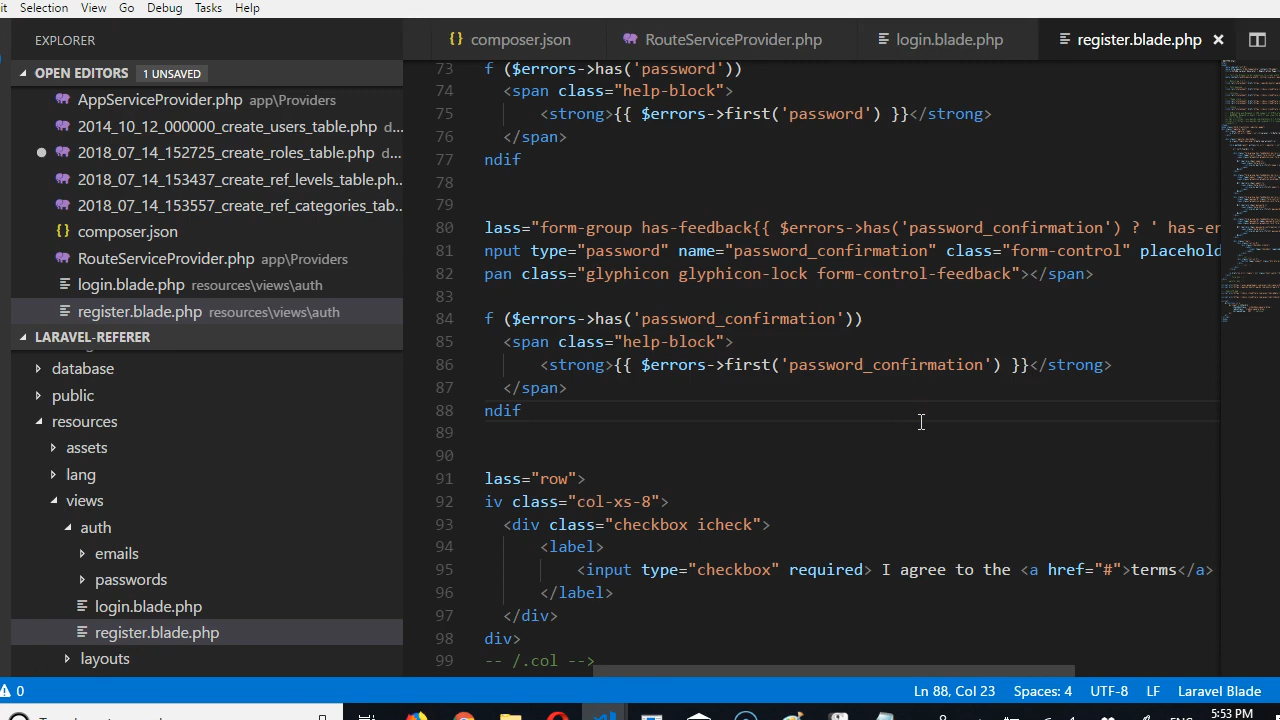 it Selection View Go Debug Tasks Help
EXPLORER
OPEN EDITORS 1 UNSAVED
AppServiceProvider.php app\Providers
2014_10_12_000000_create_users_table.php d...
2018_07_14_152725_create_roles_table.php d...
2018_07_14_153437_create_ref_levels_table.ph...
2018_07_14_153557_create_ref_categories_tab...
{} composer.json
RouteServiceProvider.php app\Providers
login.blade.php resources\views\auth
register.blade.php resources\views\auth
LARAVEL-REFERER
database
public
resources
assets
lang
views
auth
emails
passwords
login.blade.php
register.blade.php
layouts
{} composer.json RouteServiceProvider.php login.blade.php register.blade.php ×
73 f ($errors->has('password'))
74 <span class="help-block">
75 <strong>{{ $errors->first('password') }}</strong>
76 </span>
77 ndif
78
79
80 lass="form-group has-feedback{{ $errors->has('password_confirmation') ? ' has-er
81 nput type="password" name="password_confirmation" class="form-control" placehold
82 pan class="glyphicon glyphicon-lock form-control-feedback"></span>
83
84 f ($errors->has('password_confirmation'))
85 <span class="help-block">
86 <strong>{{ $errors->first('password_confirmation') }}</strong>
87 </span>
88 ndif
89
90
91 lass="row">
92 iv class="col-xs-8">
93 <div class="checkbox icheck">
94 <label>
95 <input type="checkbox" required> I agree to the <a href="#">terms</a>
96 </label>
97 </div>
98 div>
99 -- /.col -->
0 Ln 88, Col 23 Spaces: 4 UTF-8 LF Laravel Blade
5:53 PM